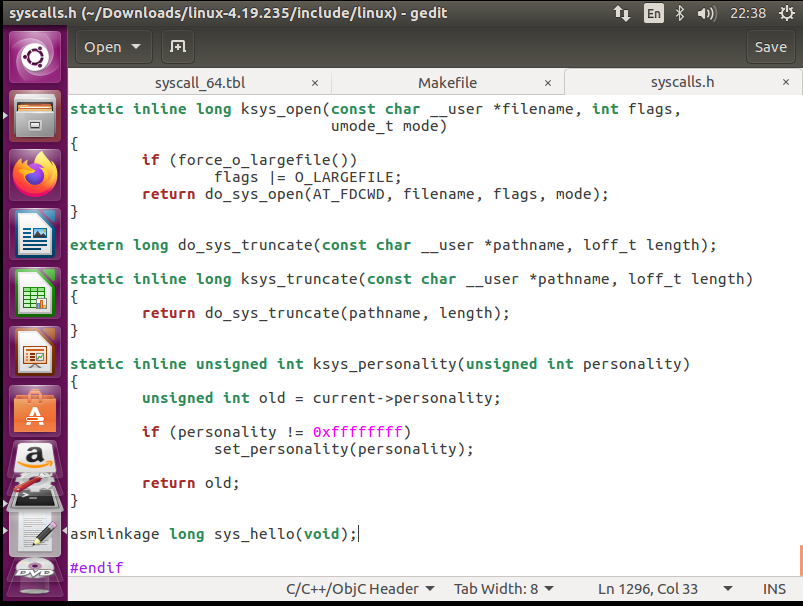 syscalls.h (~/Downloads/linux-4.19.235/include/linux) - gedit
En
22:38
Open
Save
syscall_64.tbl ×
Makefile ×
syscalls.h ×
static inline long ksys_open(const char __user *filename, int flags,
                             umode_t mode)
{
        if (force_o_largefile())
                flags |= O_LARGEFILE;
        return do_sys_open(AT_FDCWD, filename, flags, mode);
}
extern long do_sys_truncate(const char __user *pathname, loff_t length);
static inline long ksys_truncate(const char __user *pathname, loff_t length)
{
        return do_sys_truncate(pathname, length);
}
static inline unsigned int ksys_personality(unsigned int personality)
{
        unsigned int old = current->personality;
        if (personality != 0xffffffff)
                set_personality(personality);
        return old;
}
asmlinkage long sys_hello(void);
#endif
C/C++/ObjC Header
Tab Width: 8
Ln 1296, Col 33
INS
A
a
DVD